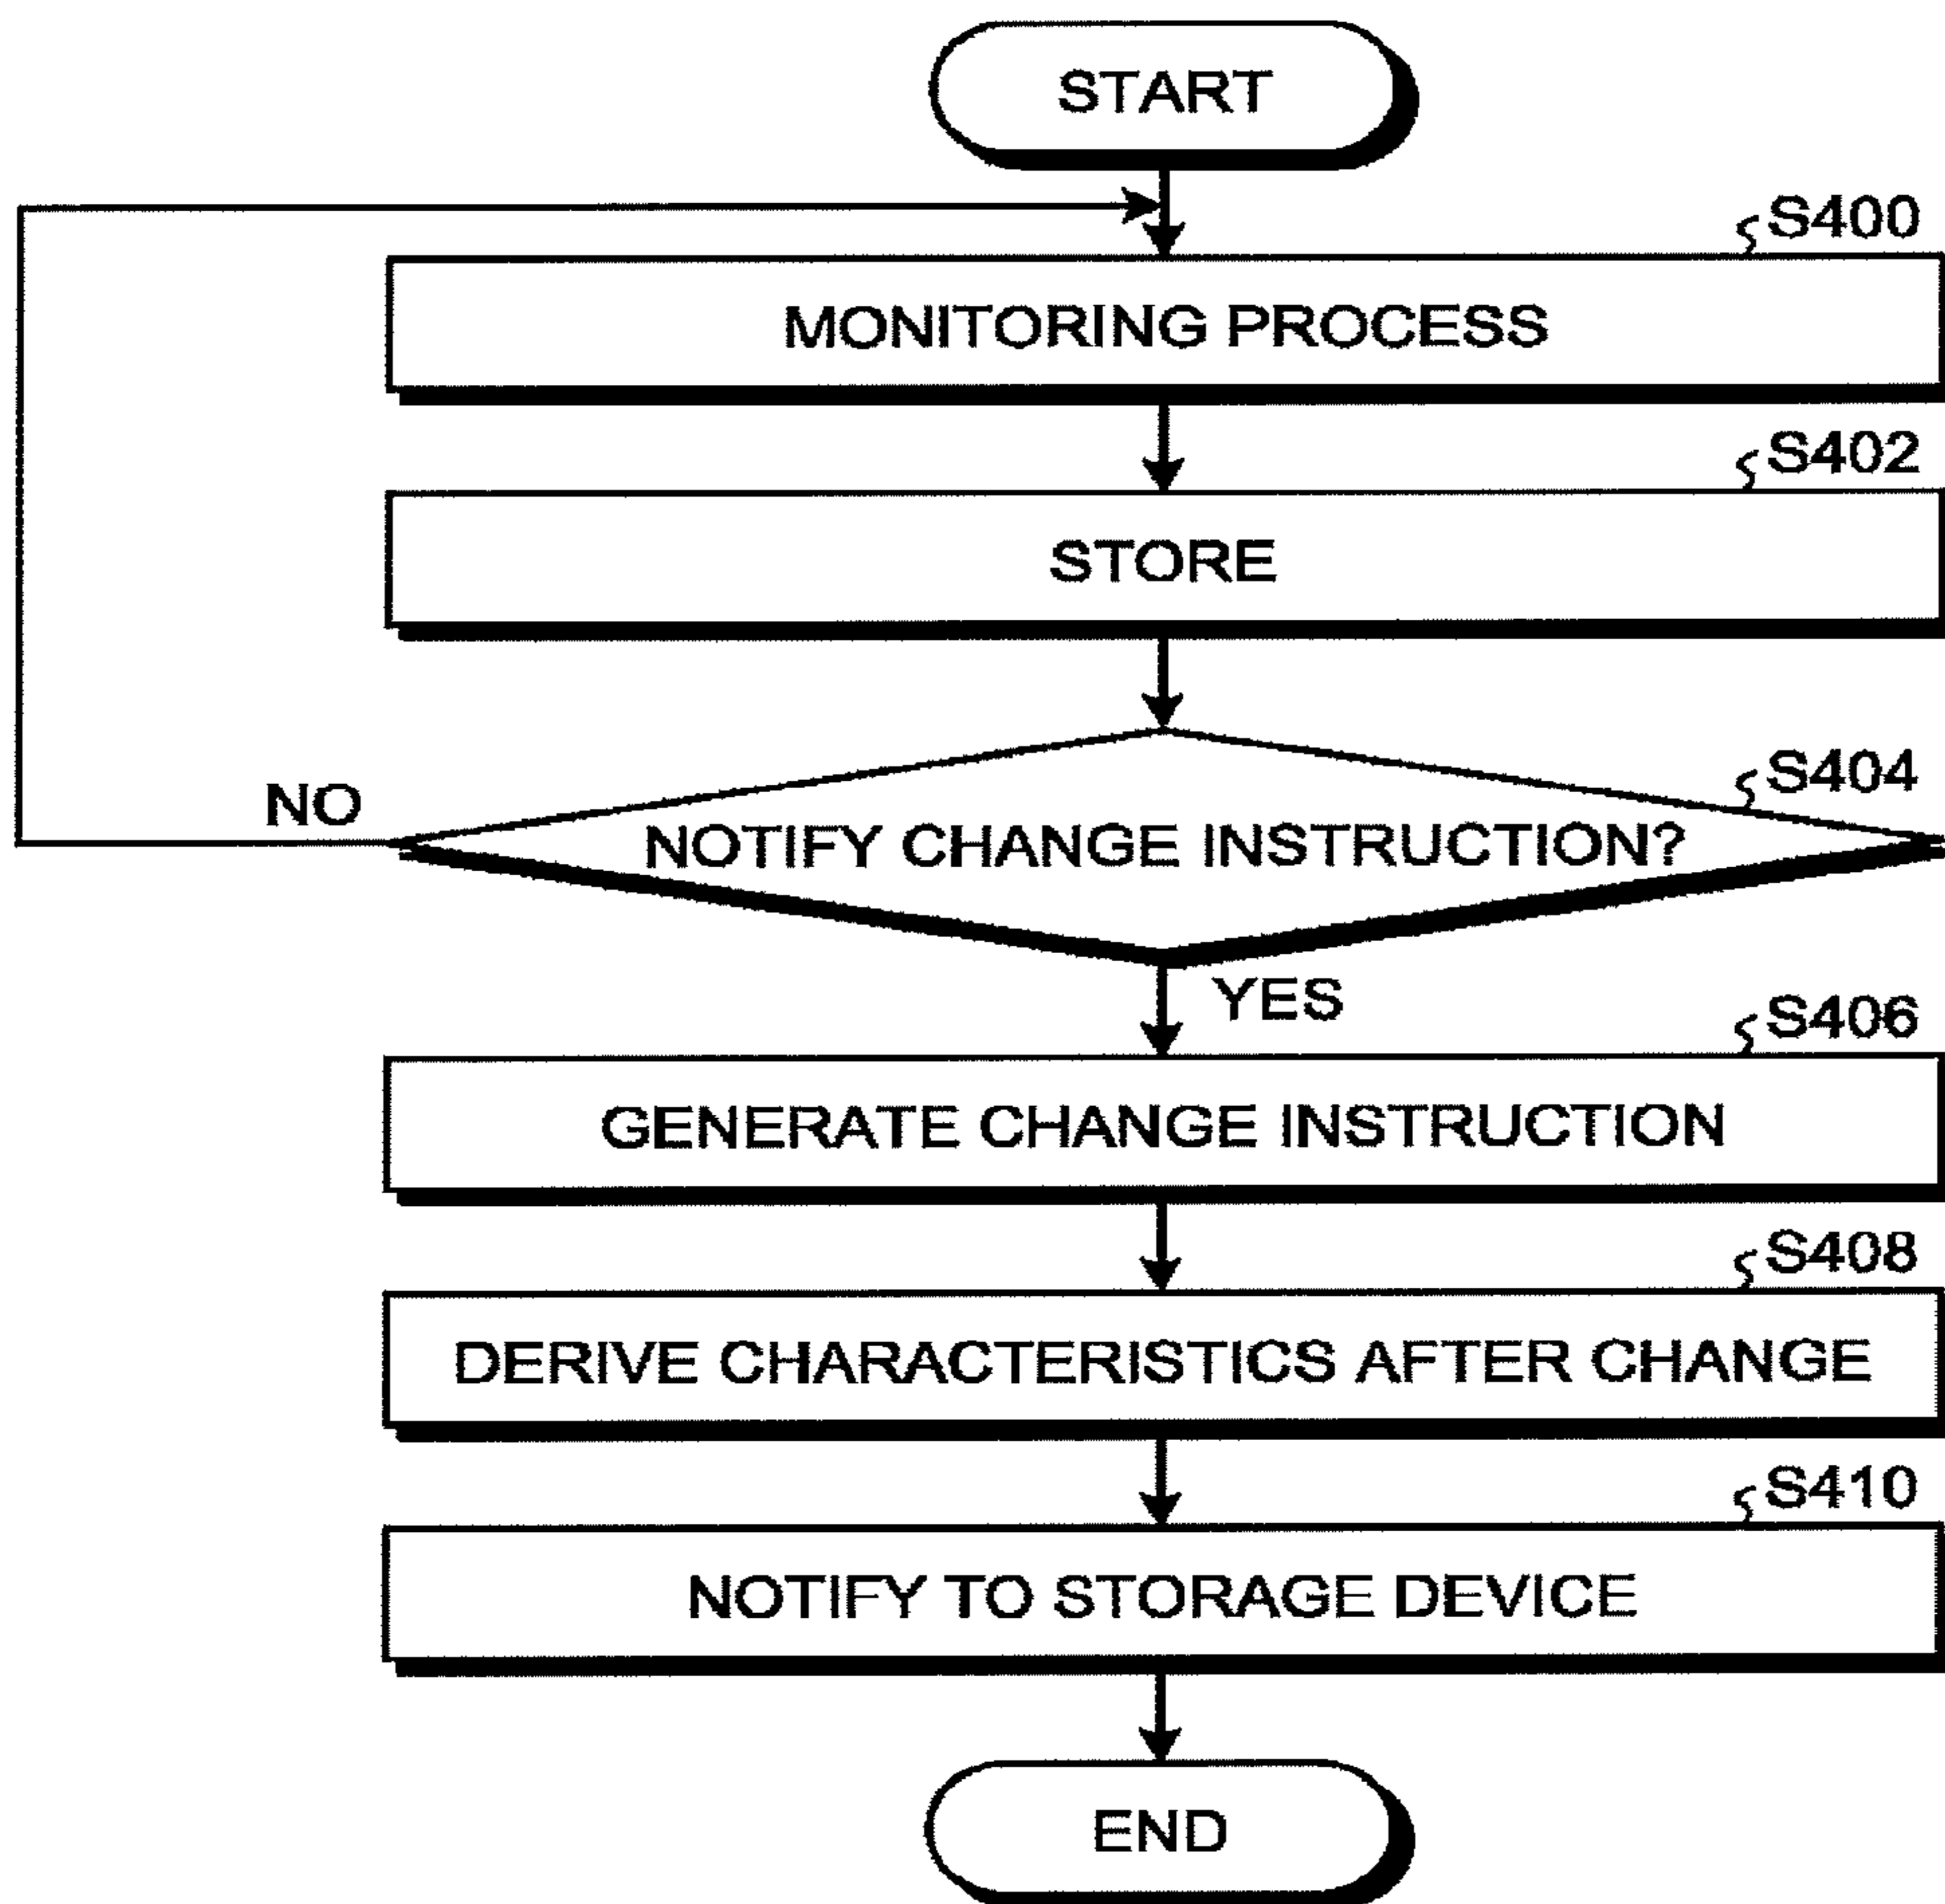 START
S400
MONITORING PROCESS
S402
STORE
S404
NO
NOTIFY CHANGE INSTRUCTION?
YES
S406
GENERATE CHANGE INSTRUCTION
S408
DERIVE CHARACTERISTICS AFTER CHANGE
S410
NOTIFY TO STORAGE DEVICE
END